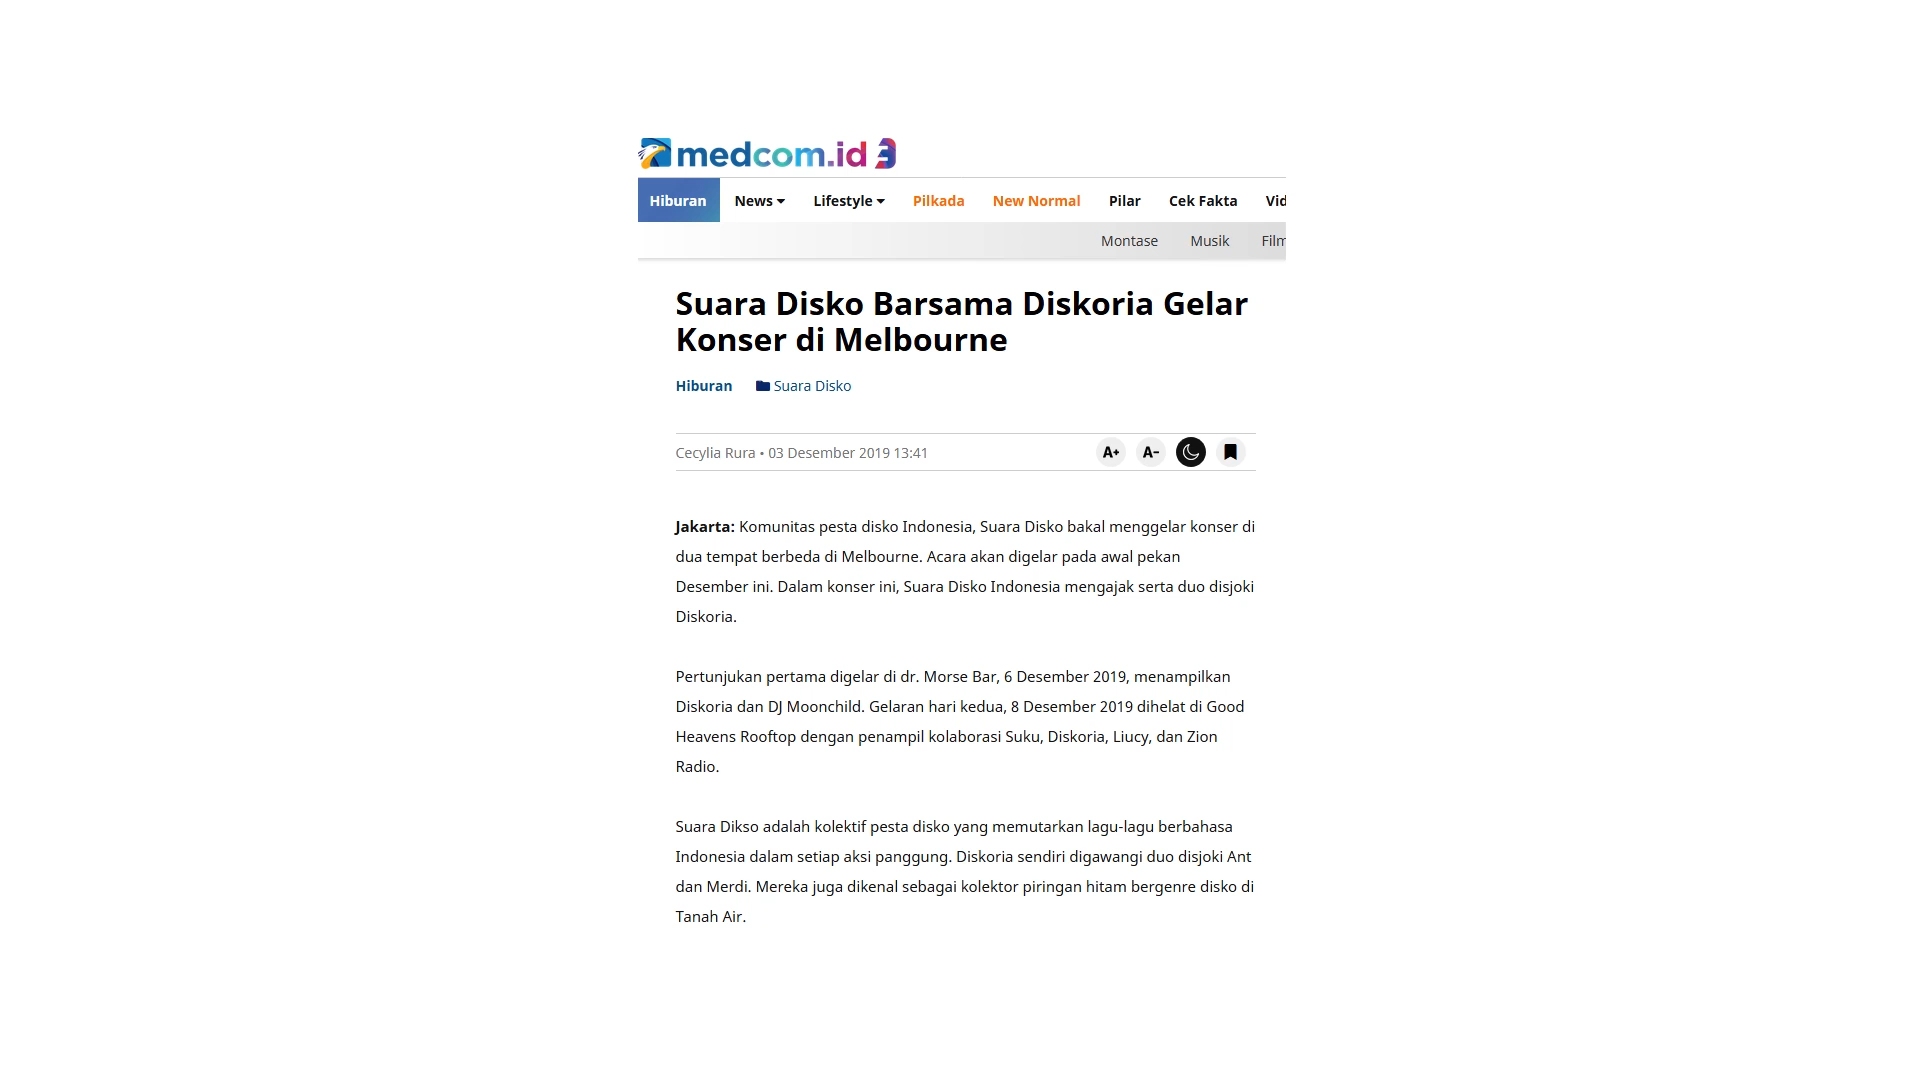 medcom.id
Hiburan News Lifestyle Pilkada New Normal Pilar Cek Fakta Vid
Montase Musik Film
Suara Disko Barsama Diskoria Gelar
Konser di Melbourne
Hiburan Suara Disko
Cecylia Rura • 03 Desember 2019 13:41 A+ A-
Jakarta: Komunitas pesta disko Indonesia, Suara Disko bakal menggelar konser di
dua tempat berbeda di Melbourne. Acara akan digelar pada awal pekan
Desember ini. Dalam konser ini, Suara Disko Indonesia mengajak serta duo disjoki
Diskoria.
Pertunjukan pertama digelar di dr. Morse Bar, 6 Desember 2019, menampilkan
Diskoria dan DJ Moonchild. Gelaran hari kedua, 8 Desember 2019 dihelat di Good
Heavens Rooftop dengan penampil kolaborasi Suku, Diskoria, Liucy, dan Zion
Radio.
Suara Dikso adalah kolektif pesta disko yang memutarkan lagu-lagu berbahasa
Indonesia dalam setiap aksi panggung. Diskoria sendiri digawangi duo disjoki Ant
dan Merdi. Mereka juga dikenal sebagai kolektor piringan hitam bergenre disko di
Tanah Air.